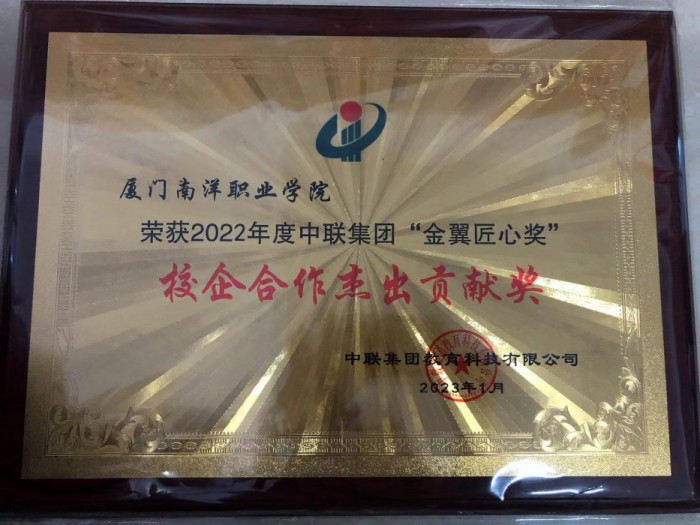 厦门南洋职业学院
荣获2022年度中联集团“金翼匠心奖”
校企合作杰出贡献奖
中联集团教育科技有限公司
2023年1月